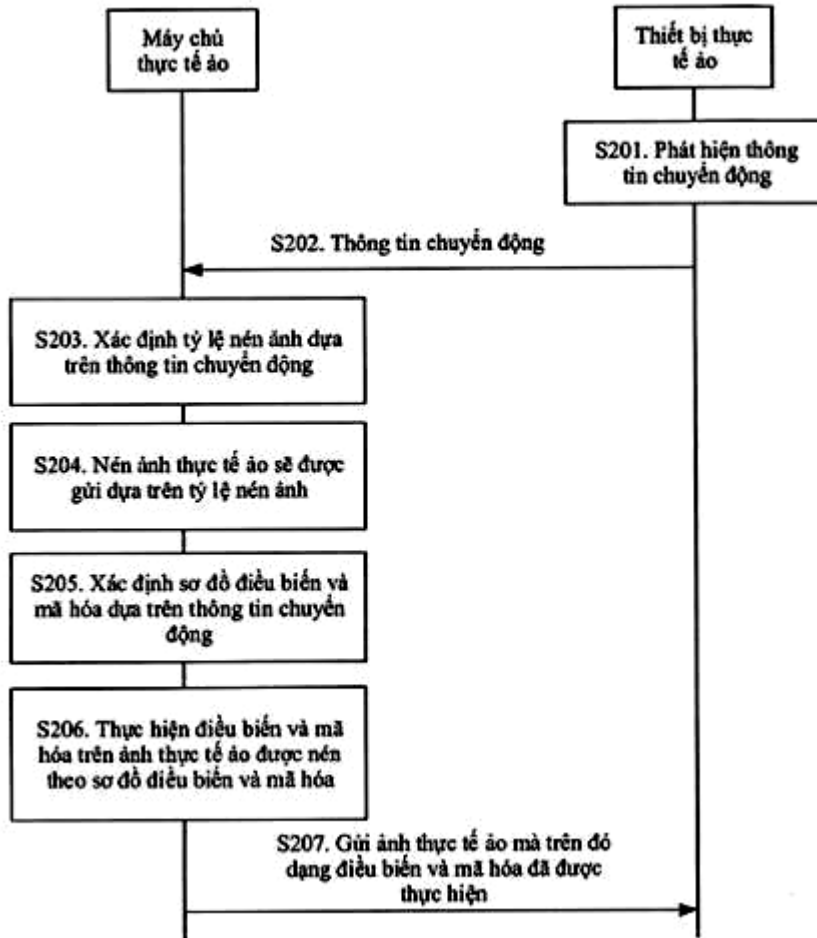 Máy chủ
thực tế ảo
Thiết bị thực
tế ảo
S201. Phát hiện thông
tin chuyển động
S202. Thông tin chuyển động
S203. Xác định tỷ lệ nén ảnh dựa
trên thông tin chuyển động
S204. Nén ảnh thực tế ảo sẽ được
gửi dựa trên tỷ lệ nén ảnh
S205. Xác định sơ đồ điều biến và
mã hóa dựa trên thông tin chuyển
động
S206. Thực hiện điều biến và mã
hóa trên ảnh thực tế ảo được nén
theo sơ đồ điều biến và mã hóa
S207. Gửi ảnh thực tế ảo mà trên đó
dạng điều biến và mã hóa đã được
thực hiện